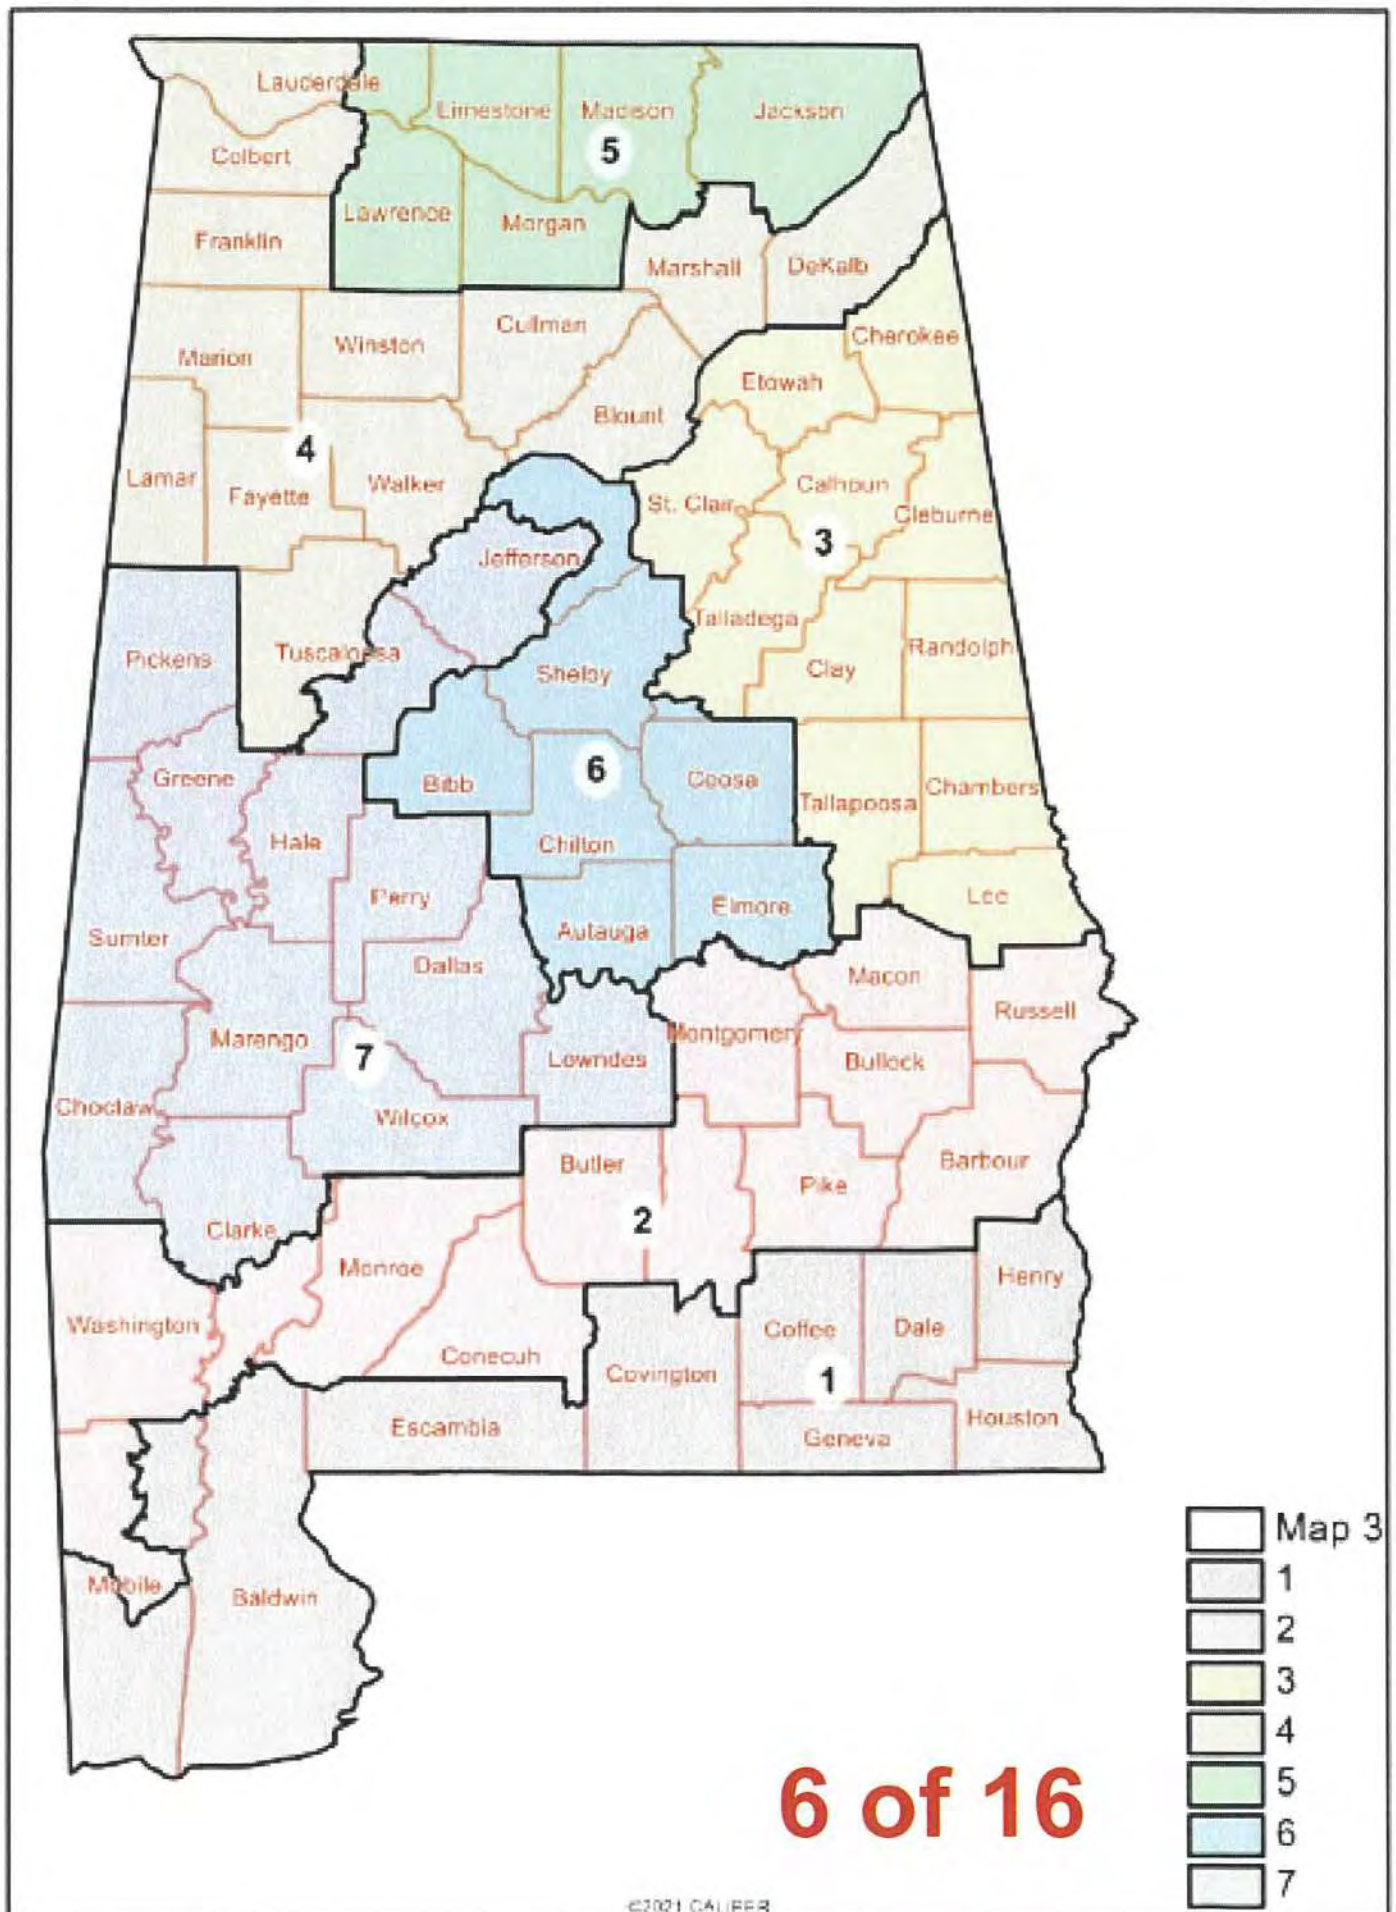 Lauderdale
Limestone
Madison
Jackson
5
Colbert
Lawrence
Morgan
Franklin
Marshall
DeKalb
Cullman
Cherokee
Winston
Marion
Etowah
Blount
4
Lamar
Walker
Calhoun
Fayette
St. Clair
Cleburne
3
Jefferson
Talladega
Randolph
Tuscaloosa
Pickens
Clay
Shelby
6
Greene
Bibb
Coosa
Chambers
Tallapoosa
Hale
Chilton
Perry
Lee
Elmore
Autauga
Sumter
Dallas
Macon
Russell
Montgomery
Marengo
7
Lowndes
Bullock
Choctaw
Wilcox
Butler
Barbour
Pike
2
Clarke
Monroe
Henry
Washington
Coffee
Dale
Conecuh
Covington
1
Escambia
Houston
Geneva
Mobile
Baldwin
Map 3
1
2
3
4
5
6
7
6 of 16
©2021 CALIPER